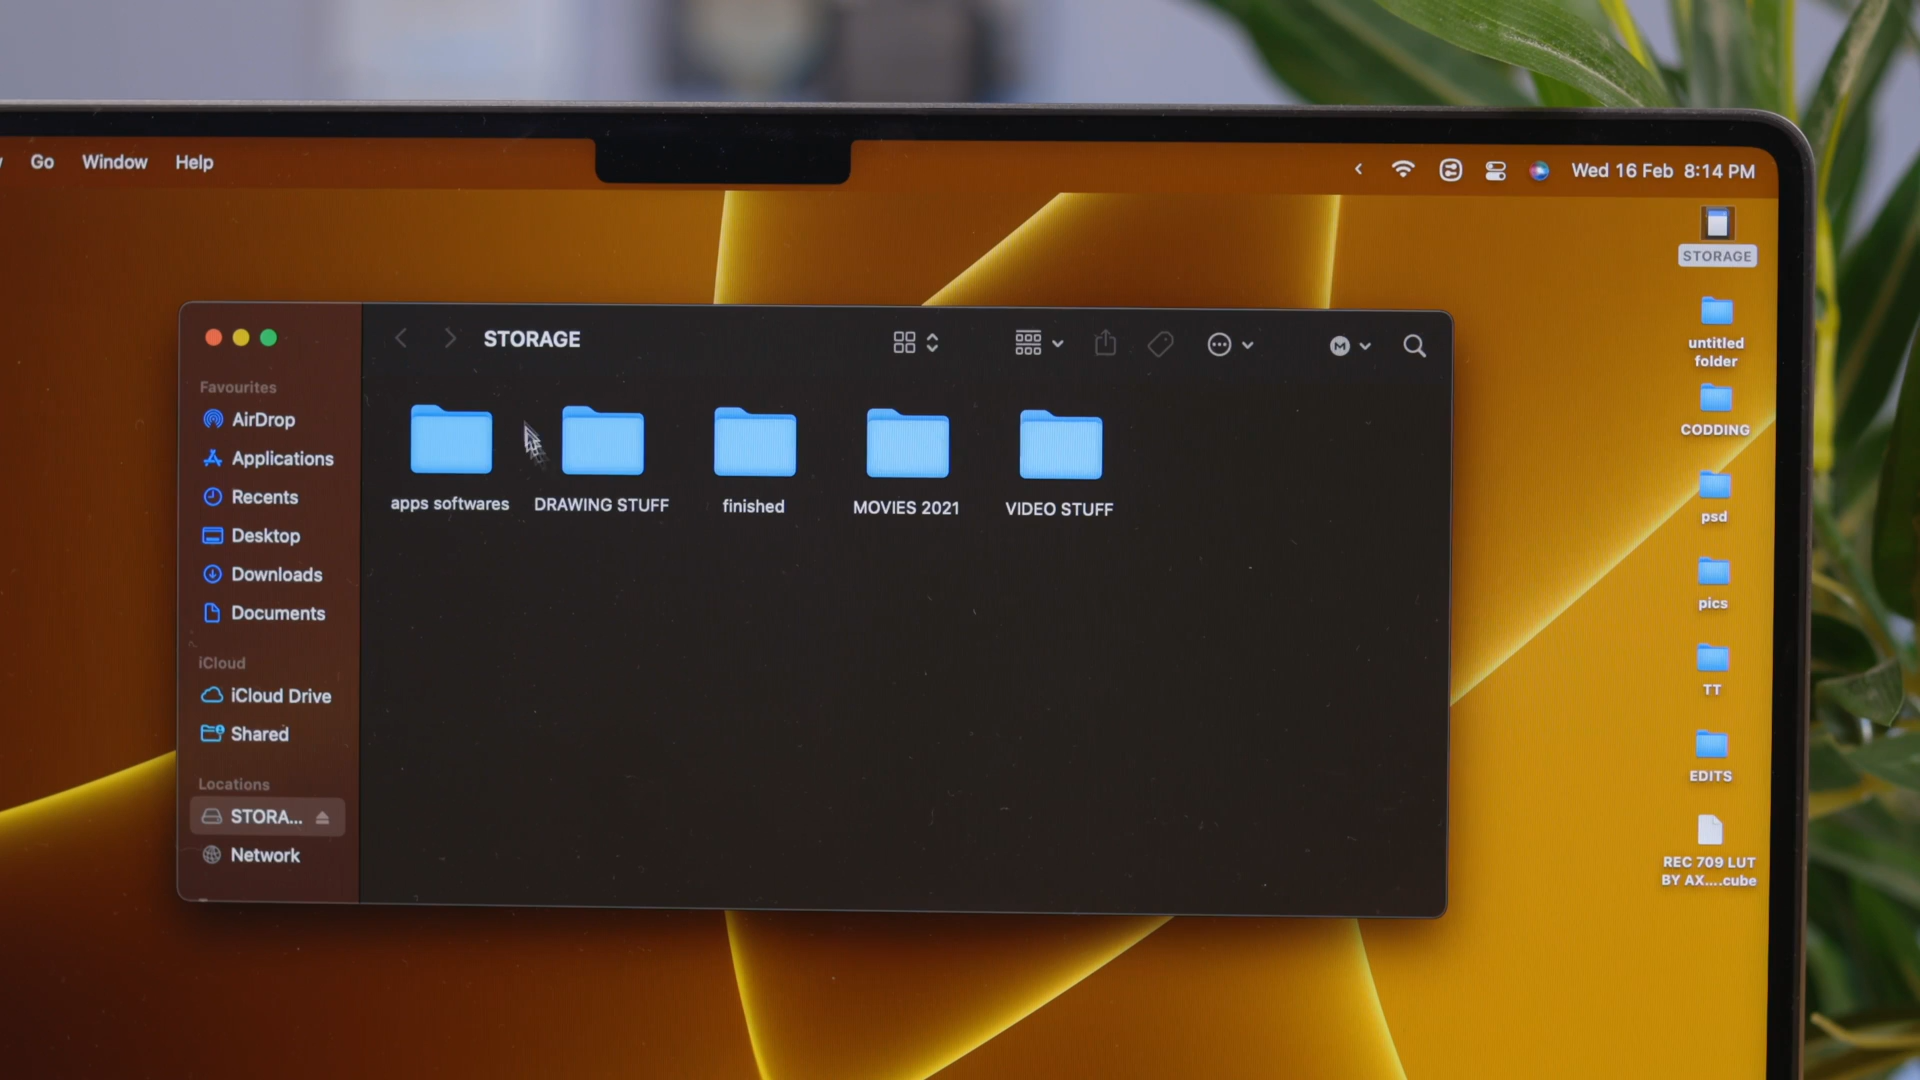 Go Window Help
Wed 16 Feb 8:14 PM
STORAGE
untitled
folder
CODDING
psd
pics
TT
EDITS
REC 709 LUT
BY AX....cube
STORAGE
M
Favourites
AirDrop
Applications
Recents
Desktop
Downloads
Documents
iCloud
iCloud Drive
Shared
Locations
STORA...
Network
apps softwares
DRAWING STUFF
finished
MOVIES 2021
VIDEO STUFF